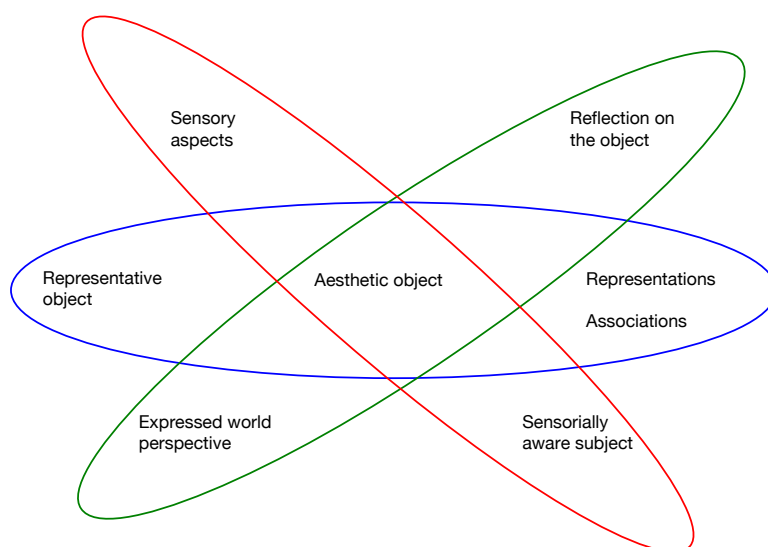 Sensory
aspects
Reflection on
the object
Representative
object
Aesthetic object
Representations
Associations
Expressed world
perspective
Sensorially
aware subject